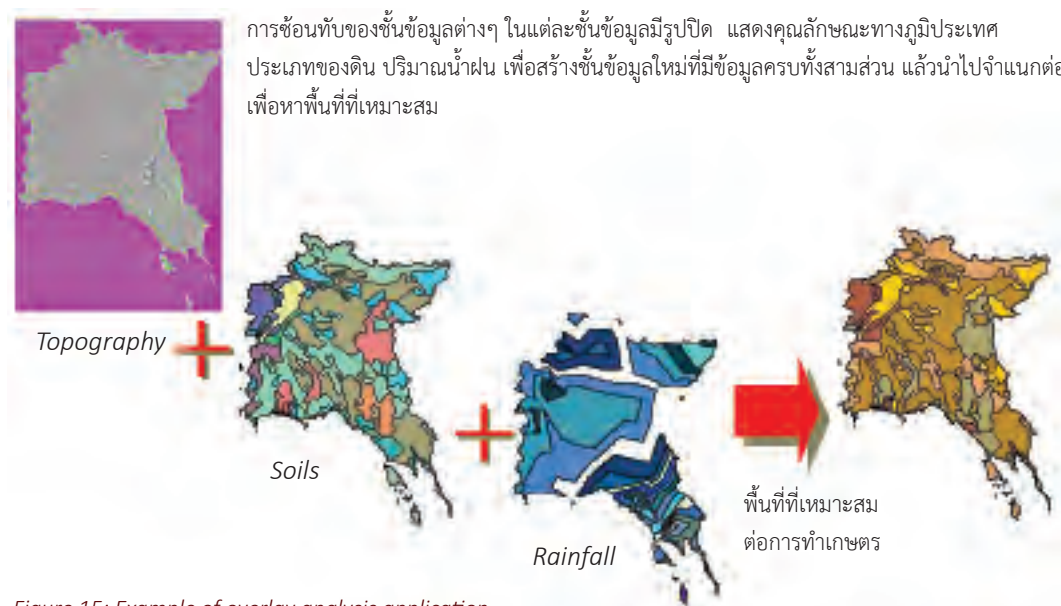 การซ้อนทับของชั้นข้อมูลต่างๆ ในแต่ละชั้นข้อมูลมีรูปปิด แสดงคุณลักษณะทางภูมิประเทศ
ประเภทของดิน ปริมาณน้ำฝน เพื่อสร้างชั้นข้อมูลใหม่ที่มีข้อมูลครบทั้งสามส่วน แล้วนำไปจำแนกต่อ
เพื่อหาพื้นที่ที่เหมาะสม
Topography
Soils
Rainfall
พื้นที่ที่เหมาะสม
ต่อการทำเกษตร
Figure 15: Example of overlay analysis application